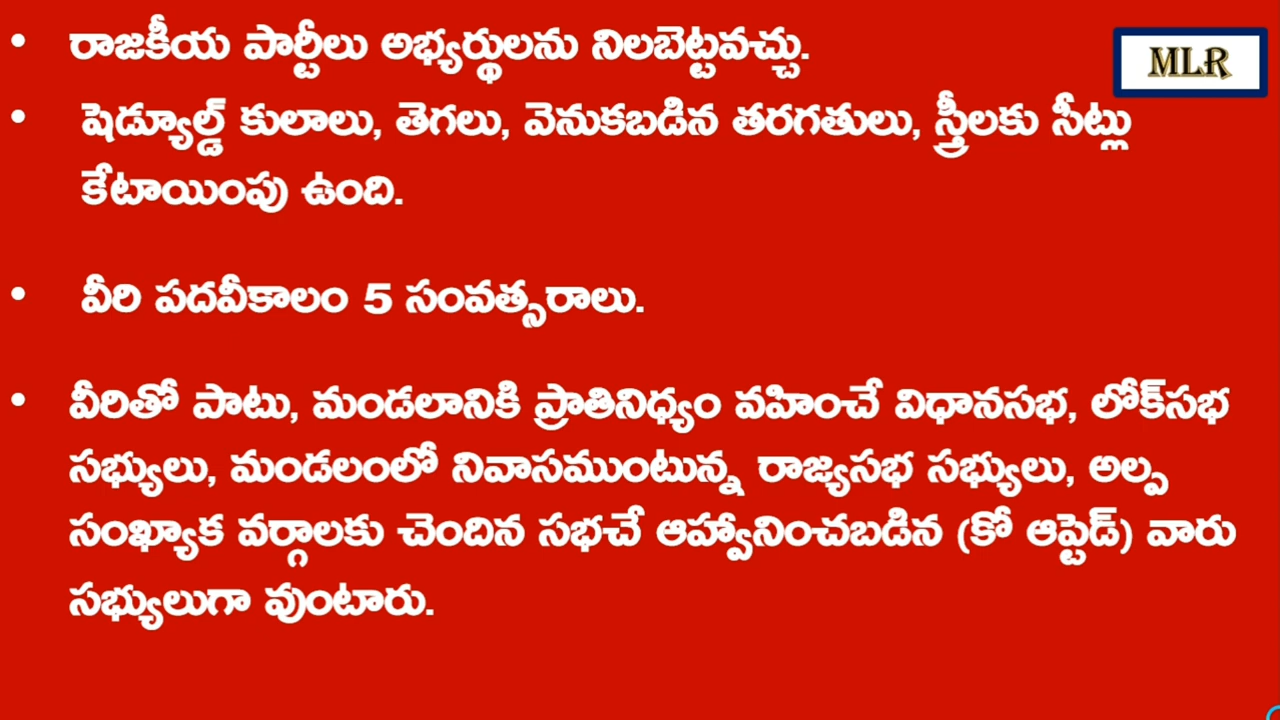 • రాజకీయ పార్టీలు అభ్యర్థులను నిలబెట్టవచ్చు.
MLR
• షెడ్యూల్డ్ కులాలు, తెగలు, వెనుకబడిన తరగతులు, స్త్రీలకు సీట్లు
కేటాయింపు ఉంది.
• వీరి పదవీకాలం 5 సంవత్సరాలు.
• వీరితో పాటు, మండలానికి ప్రాతినిధ్యం వహించే విధానసభ, లోక్‌సభ
సభ్యులు, మండలంలో నివాసముంటున్న రాజ్యసభ సభ్యులు, అల్ప
సంఖ్యాక వర్గాలకు చెందిన సభచే ఆహ్వానించబడిన (కో ఆప్టెడ్) వారు
సభ్యులుగా వుంటారు.